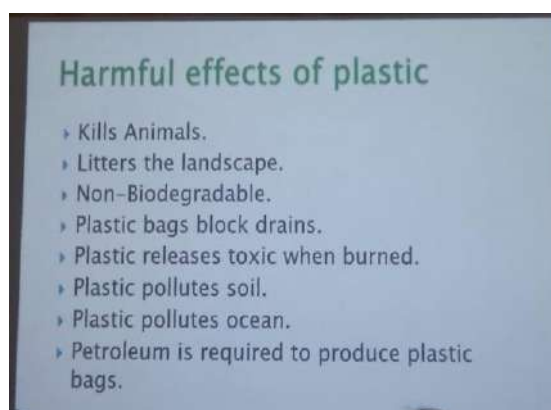 Harmful effects of plastic
Kills Animals.
Litters the landscape.
Non-Biodegradable.
Plastic bags block drains.
Plastic releases toxic when burned.
Plastic pollutes soil.
Plastic pollutes ocean.
Petroleum is required to produce plastic
bags.